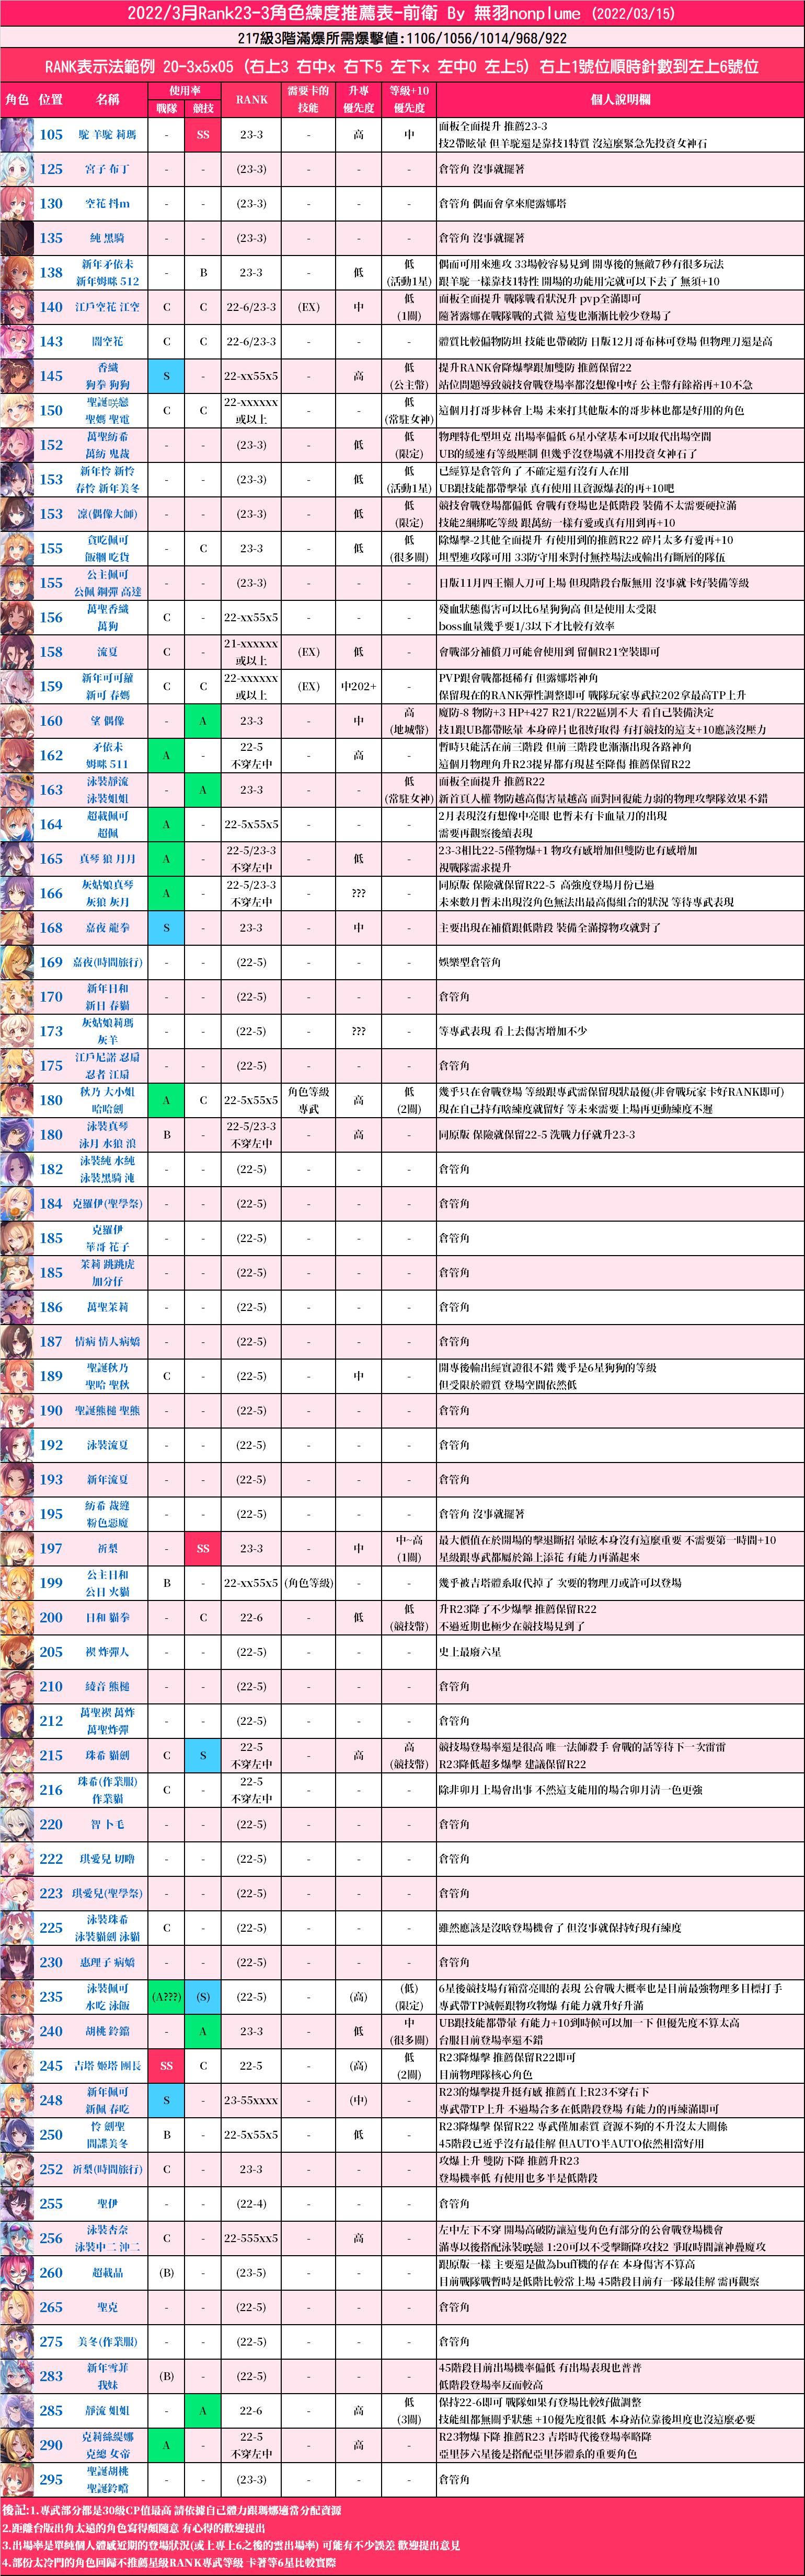 2022/3月Rank23-3角色練度推薦表-前衛 By 無羽nonplume (2022/03/15)
217級3階滿爆所需爆擊値:1106/1056/1014/968/922
RANK表示法範例 20-3x5x05 (右上3 右中x 右下5 左下x 左中0 左上5) 右上1號位順時針數到左上6號位
角色 位置 名稱 使用率 戰隊 競技 RANK 需要卡的技能 升專優先度 等級+10優先度 個人說明欄
105 駝 羊駝 莉瑪 - SS 23-3 - 高 中 面板全面提升 推薦23-3
技2帶眩暈 但羊駝還是靠技1特質 沒這麼緊急先投資女神石
125 宮子 布丁 - - (23-3) - - - 倉管角 沒事就擺著
130 空花 抖m - - (23-3) - - - 倉管角 偶而會拿來爬露娜塔
135 純 黑騎 - - (23-3) - - - 倉管角 沒事就擺著
138 新年矛依未 新年姆咪 512 - B 23-3 - 低 低(活動1星) 偶而可用來進攻 33場較容易見到 開專後的無敵7秒有很多玩法
跟羊駝一樣靠技1特性 開場的功能用完就可以下去了 無須+10
140 江戶空花 江空 C C 22-6/23-3 (EX) 中 低(1圖) 面板全面提升 戰隊戰看狀況升 pvp全滿即可
隨著露娜在戰隊戰的式微 這隻也漸漸比較少登場了
143 闇空花 C C 22-6/23-3 - - - 體質比較偏物防坦 技能也帶破防 日版12月哥布林可登場 但物理刀還是高
145 香織 狗拳 狗狗 S - 22-xx55x5 - 高 低(公主幣) 提升RANK會降爆擊跟加雙防 推薦保留22
站位問題導致競技會戰登場率都沒想像中好 公主幣有餘裕再+10不急
150 聖誕咲戀 聖媽 聖電 C C 22-xxxxxx或以上 - - 低(常駐女神) 這個月打哥步林會上場 未來打其他版本的哥步林也都是好用的角色
152 萬聖紡希 萬紡 鬼裁 - - (23-3) - 低 低(限定) 物理特化型坦克 出場率偏低 6星小望基本可以取代出場空間
UB的緩速有等級壓制 但幾乎沒登場就不用投資女神石了
153 新年怜 新怜 春怜 新年美冬 - - (23-3) - 低 低(活動1星) 已經算是倉管角了 不確定還有沒有人在用
UB跟技能都帶擊暈 真有使用且資源爆表的再+10吧
153 凜(偶像大師) - - (23-3) - 低 低(限定) 競技會戰登場都偏低 會戰有登場也是低階段 裝備不太需要硬拉滿
技能2綱綁吃等級 跟萬紡一樣有愛或真有用到再+10
155 貪吃佩可 飯糰 吃貨 - C 23-3 - 低 低(很多圖) 除爆擊-2其他全面提升 有使用到的推薦R22 碎片太多有愛再+10
坦型進攻隊可用 33防守用來對付無控場法或輸出有斷層的隊伍
155 公主佩可 公佩 鋼彈 高達 - - (23-3) - - - 日版11月四王懶人刀可上場 但現階段台版無用 沒事就卡好裝備等級
156 萬聖香織 萬狗 C - 22-xx55x5 - - - 殘血狀態傷害可以比6星狗狗高 但是使用太受限
boss血量幾乎要1/3以下才比較有效率
158 流夏 C - 21-xxxxxx或以上 (EX) 低 - 會戰部分補償刀可能會使用到 留個R21空裝即可
159 新年可可蘿 新可 春媽 C C 22-xxxxxx或以上 (EX) 中202+ - PVP跟會戰都挺稀有 但露娜塔神角
保留現在的RANK彈性調整即可 戰隊玩家專武拉202拿最高TP上升
160 望 偶像 - A 23-3 - 中 高(地城幣) 魔防-8 物防+3 HP+427 R21/R22區別不大 看自己裝備決定
技1跟UB都帶眩暈 本身碎片也很好取得 有打競技的這支+10應該沒壓力
162 矛依未 姆咪 511 A - 22-5不穿左中 - 高 - 暫時只能活在前三階段 但前三階段也漸漸出現各路神角
這個月物理角升R23提昇都有現甚至降傷 推薦保留R22
163 泳裝靜流 泳裝姐姐 - A 23-3 - - 低(常駐女神) 面板全面提升 推薦R22
新首頁人權 物防越高傷害量越高 面對回復能力弱的物理攻擊隊效果不錯
164 超載佩可 超佩 A - 22-5x55x5 - - - 2月表現沒有想像中亮眼 也暫未有卡血量刀的出現
需要再觀察後續表現
165 真琴 狼 月月 A - 22-5/23-3不穿左中 - 低 - 23-3相比22-5僅物爆+1 物攻有感增加但雙防也有感增加
視戰隊需求提升
166 灰姑娘真琴 灰狼 灰月 A - 22-5/23-3不穿左中 - ??? - 同原版 保險就保留R22-5 高強度登場月份已過
未來數月暫未出現沒角色無法出最高傷組合的狀況 等待專武表現
168 嘉夜 龍拳 S - 23-3 - 中 - 主要出現在補償跟低階段 裝備全滿撐物攻就對了
169 嘉夜(時間旅行) - - (22-5) - - - 娛樂型倉管角
170 新年日和 新日 春貓 - - (22-5) - - - 倉管角
173 灰姑娘莉瑪 灰羊 - - (22-5) - ??? - 等專武表現 看上去傷害增加不少
175 江戶尼諾 忍扇 忍者 江扇 - - (22-5) - - - 倉管角
180 秋乃 大小姐 哈哈劍 A C 22-5x55x5 角色等級專武 高 低(2圖) 幾乎只在會戰登場 等級跟專武需保留現狀最優(非會戰玩家卡好RANK即可)
現在自己持有啥練度就留好 等未來需要上場再更動練度不遲
180 泳裝真琴 泳月 水狼 浪 B - 22-5/23-3不穿左中 - 高 - 同原版 保險就保留22-5 洗戰力仔就升23-3
182 泳裝純 水純 泳裝黑騎 沌 - - (22-5) - - - 倉管角
184 克羅伊(聖學祭) - - (22-5) - - - 倉管角
185 克羅伊 華哥 花子 - - (22-5) - - - 倉管角
185 茉莉 跳跳虎 加分仔 - - (22-5) - - - 倉管角
186 萬聖茉莉 - - (22-5) - - - 倉管角
187 情病 情人病嬌 - - (22-5) - - - 倉管角
189 聖誕秋乃 聖哈 聖秋 C - (22-5) - 中 - 開專後輸出經實證很不錯 幾乎是6星狗狗的等級
但受限於體質 登場空間依然低
190 聖誕熊槌 聖熊 - - (22-5) - - - 倉管角
192 泳裝流夏 - - (22-5) - - - 倉管角
193 新年流夏 - - (22-5) - - - 倉管角
195 紡希 裁縫 粉色惡魔 - - (22-5) - - - 倉管角 沒事就擺著
197 祈梨 - SS 23-3 - 中 中~高(1圖) 最大價值在於開場的擊退斷招 暈眩本身沒有這麼重要 不需要第一時間+10
星級跟專武都屬於錦上添花 有能力再滿起來
199 公主日和 公日 火貓 B - 22-xx55x5 (角色等級) - - 幾乎被吉塔體系取代掉了 次要的物理刀或許可以登場
200 日和 貓拳 - C 22-6 - 低 低(競技幣) 升R23降了不少爆擊 推薦保留R22
不過近期也極少在競技場見到了
205 禊 炸彈人 - - (22-5) - - - 史上最廢六星
210 綾音 熊槌 - - (22-5) - - - 倉管角
212 萬聖禊 萬炸 萬聖炸彈 - - (22-5) - - - 倉管角
215 珠希 貓劍 C S 22-5不穿左中 - 高 高(競技幣) 競技場登場率還是很高 唯一法師殺手 會戰的話等待下一次雷雷
R23降低超多爆擊 建議保留R22
216 珠希(作業服) 作業貓 C - 22-5不穿左中 - - - 除非卯月上場會出事 不然這支能用的場合卯月清一色更強
220 智 卜毛 - - (22-5) - - - 倉管角
222 琪愛兒 切嚕 - - (22-5) - - - 倉管角
223 琪愛兒(聖學祭) - - (22-5) - - - 倉管角
225 泳裝珠希 泳裝貓劍 泳貓 C - (22-5) - - - 雖然應該是沒啥登場機會了 但沒事就保持好現有練度
230 惠理子 病嬌 - - (22-5) - - - 倉管角
235 泳裝佩可 水吃 泳飯 (A???) (S) (22-5) - (高) (低)(限定) 6星後競技場有箱當亮眼的表現 公會戰大概率也是目前最強物理多目標打手
專武帶TP減輕跟物攻物爆 有能力就升好升滿
240 胡桃 鈴鐺 - A 23-3 - 低 中(很多圖) UB跟技能都帶暈 有能力+10到時候可以加一下 但優先度不算太高
台服目前登場率還不錯
245 吉塔 姬塔 團長 SS C 22-5 - (高) 低(2圖) R23降爆擊 推薦保留R22即可
目前物理隊核心角色
248 新年佩可 新佩 春吃 S - 23-55xxxx - (中) - R23的爆擊提升挺有感 推薦直上R23不穿右下
專武帶TP上升 不過場合多在低階段登場 有能力的再練滿即可
250 怜 劍聖 間諜美冬 B - 22-5x55x5 - 低 - R23降爆擊 保留R22 專武僅加素質 資源不夠的不升沒太大關係
45階段已近乎沒有最佳解 但AUTO半AUTO依然相當好用
252 祈梨(時間旅行) C - 23-3 - - - 攻爆上升 雙防下降 推薦升R23
登場機率低 有使用也多半是低階段
255 聖伊 - - (22-4) - - - 倉管角
256 泳裝杏奈 泳裝中二 沖二 C - 22-555xx5 - 高 - 左中左下不穿 開場高破防讓這隻角色有部分的公會戰登場機會
滿專以後搭配泳裝咲戀 1:20可以不受擊斷降攻技2 爭取時間讓神疊魔攻
260 超載晶 (B) - (23-5) - - - 跟原版一樣 主要還是做為buff機的存在 本身傷害不算高
目前戰隊戰暫時是低階比較常上場 45階段目前有一隊最佳解 需再觀察
265 聖克 - - (22-5) - - - 倉管角
275 美冬(作業服) - - (22-5) - - - 倉管角
283 新年雪菲 我妹 (B) - (22-5) - - - 45階段目前出場機率偏低 有出場表現也普普
低階段登場率反而較高
285 靜流 姐姐 - A 22-6 - 高 低(3圖) 保持22-6即可 戰隊如果有登場比較好做調整
技能組都無關乎狀態 +10優先度很低 本身站位靠後坦度也沒這麼必要
290 克莉絲緹娜 克總 女帝 A - 22-5不穿左中 - 高 - R23物爆下降 推薦R23 吉塔時代後登場率略降
亞里莎六星後是搭配亞里莎體系的重要角色
295 聖誕胡桃 聖誕鈴噹 - - (23-3) - - - 倉管角
後記:1.專武部分都是30級CP值最高 請依據自己體力跟瑪娜適當分配資源
2.距離台版出角太遠的角色寫得頗隨意 有心得的歡迎提出
3.出場率是單純個人體感近期的登場狀況(或上專上6之後的雲出場率) 可能有不少誤差 歡迎提出意見
4.部份太冷門的角色回歸不推薦星級RANK專武等級 卡著等6星比較實際